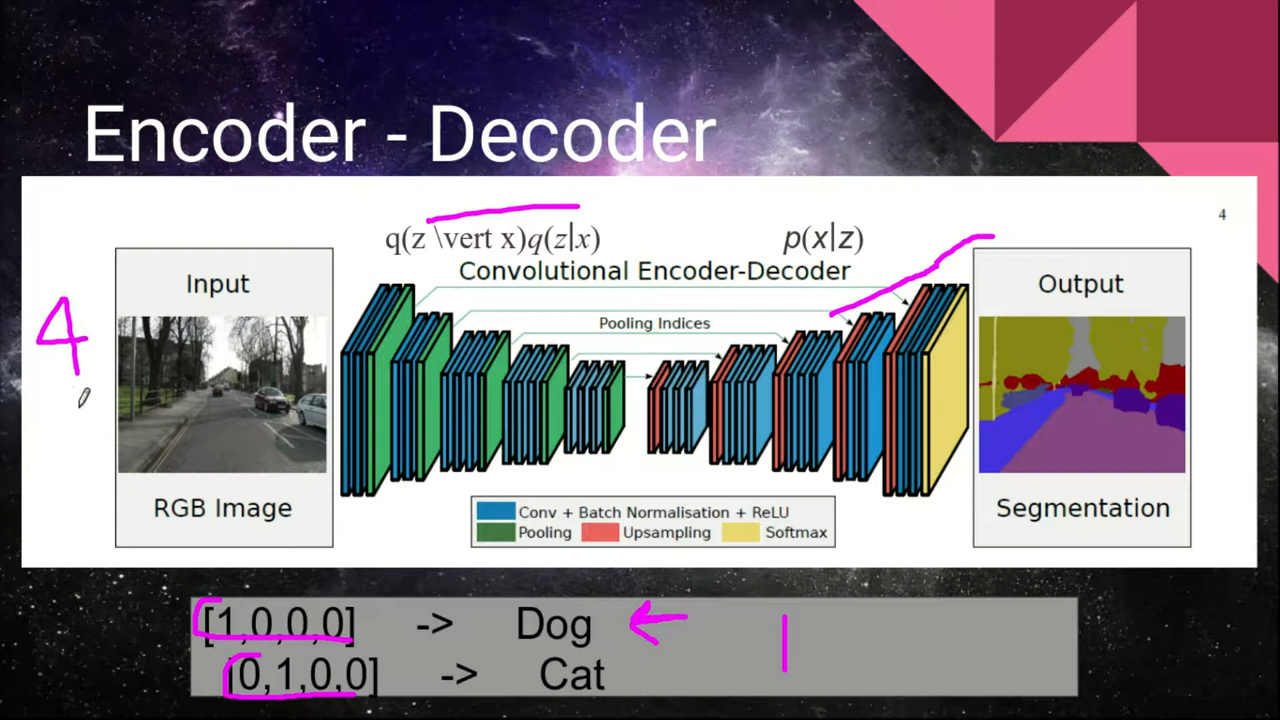 Encoder - Decoder
4
q(z \vert x)q(z|x)
p(x|z)
Convolutional Encoder-Decoder
Input
Output
4
Pooling Indices
RGB Image
Segmentation
Conv + Batch Normalisation + ReLU
Pooling
Upsampling
Softmax
[1,0,0,0] -> Dog
[0,1,0,0] -> Cat